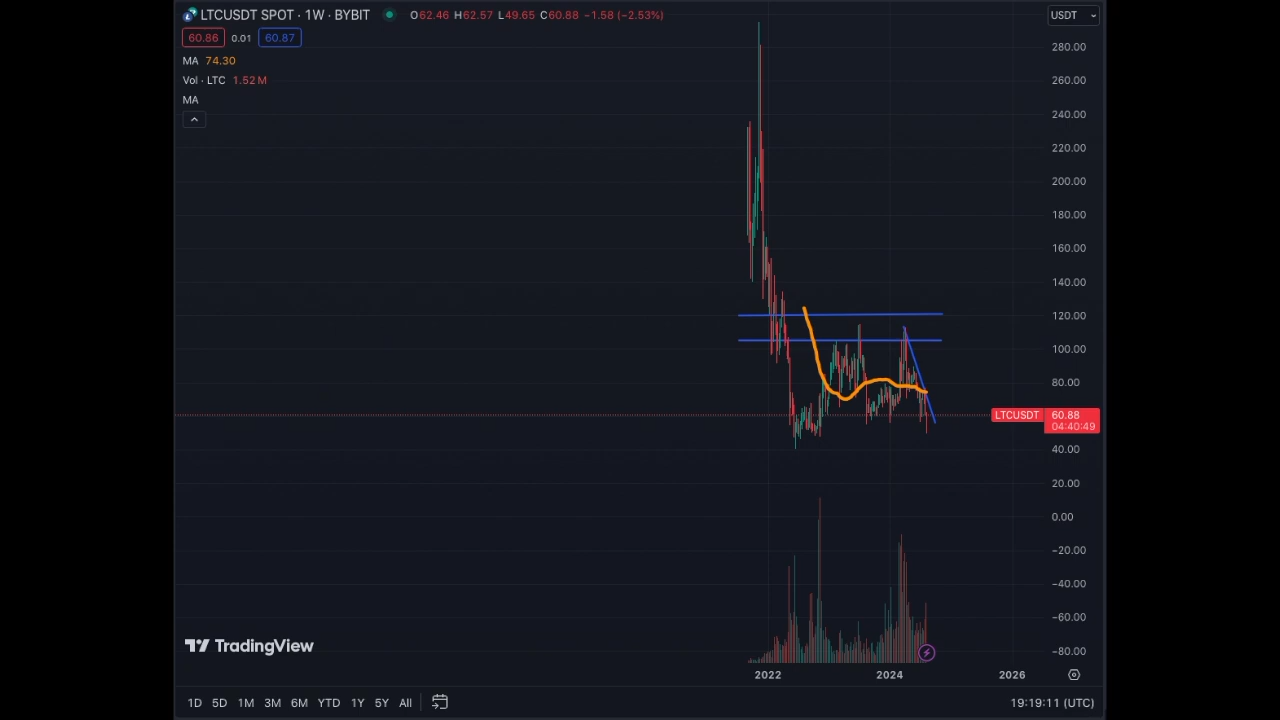 LTCUSDT SPOT · 1W · BYBIT O62.46 H62.57 L49.65 C60.88 −1.58 (−2.53%) USDT
60.86 0.01 60.87
MA 74.30
Vol · LTC 1.52 M
MA
280.00
260.00
240.00
220.00
200.00
180.00
160.00
140.00
120.00
100.00
80.00
LTCUSDT 60.88
04:40:49
40.00
20.00
0.00
−20.00
−40.00
−60.00
−80.00
TradingView
2022 2024 2026
1D 5D 1M 3M 6M YTD 1Y 5Y All 19:19:11 (UTC)